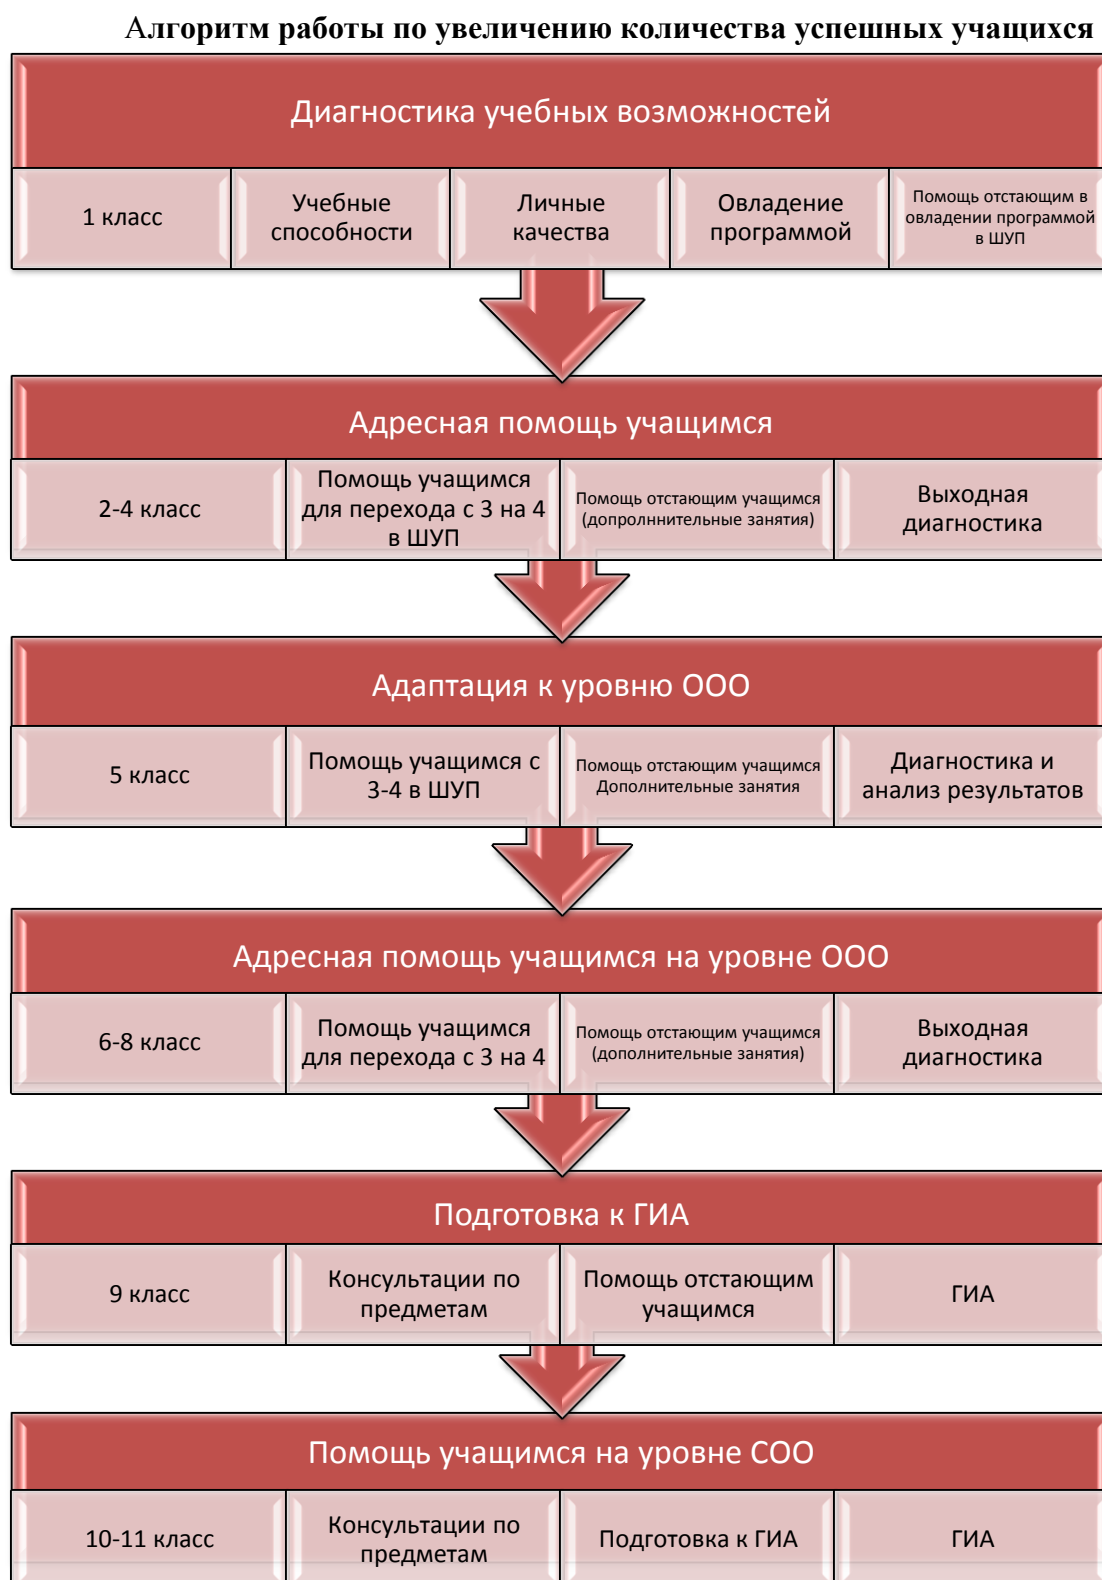 Алгоритм работы по увеличению количества успешных учащихся
Диагностика учебных возможностей
1 класс
Учебные
способности
Личные
качества
Овладение
программой
Помощь отстающим в
овладении программой
в ШУП
Адресная помощь учащимся
2-4 класс
Помощь учащимся
для перехода с 3 на 4
в ШУП
Помощь отстающим учащимся
(допролннительные занятия)
Выходная
диагностика
Адаптация к уровню ООО
5 класс
Помощь учащимся с
3-4 в ШУП
Помощь отстающим учащимся
Дополнительные занятия
Диагностика и
анализ результатов
Адресная помощь учащимся на уровне ООО
6-8 класс
Помощь учащимся
для перехода с 3 на 4
Помощь отстающим учащимся
(дополнительные занятия)
Выходная
диагностика
Подготовка к ГИА
9 класс
Консультации по
предметам
Помощь отстающим
учащимся
ГИА
Помощь учащимся на уровне СОО
10-11 класс
Консультации по
предметам
Подготовка к ГИА
ГИА